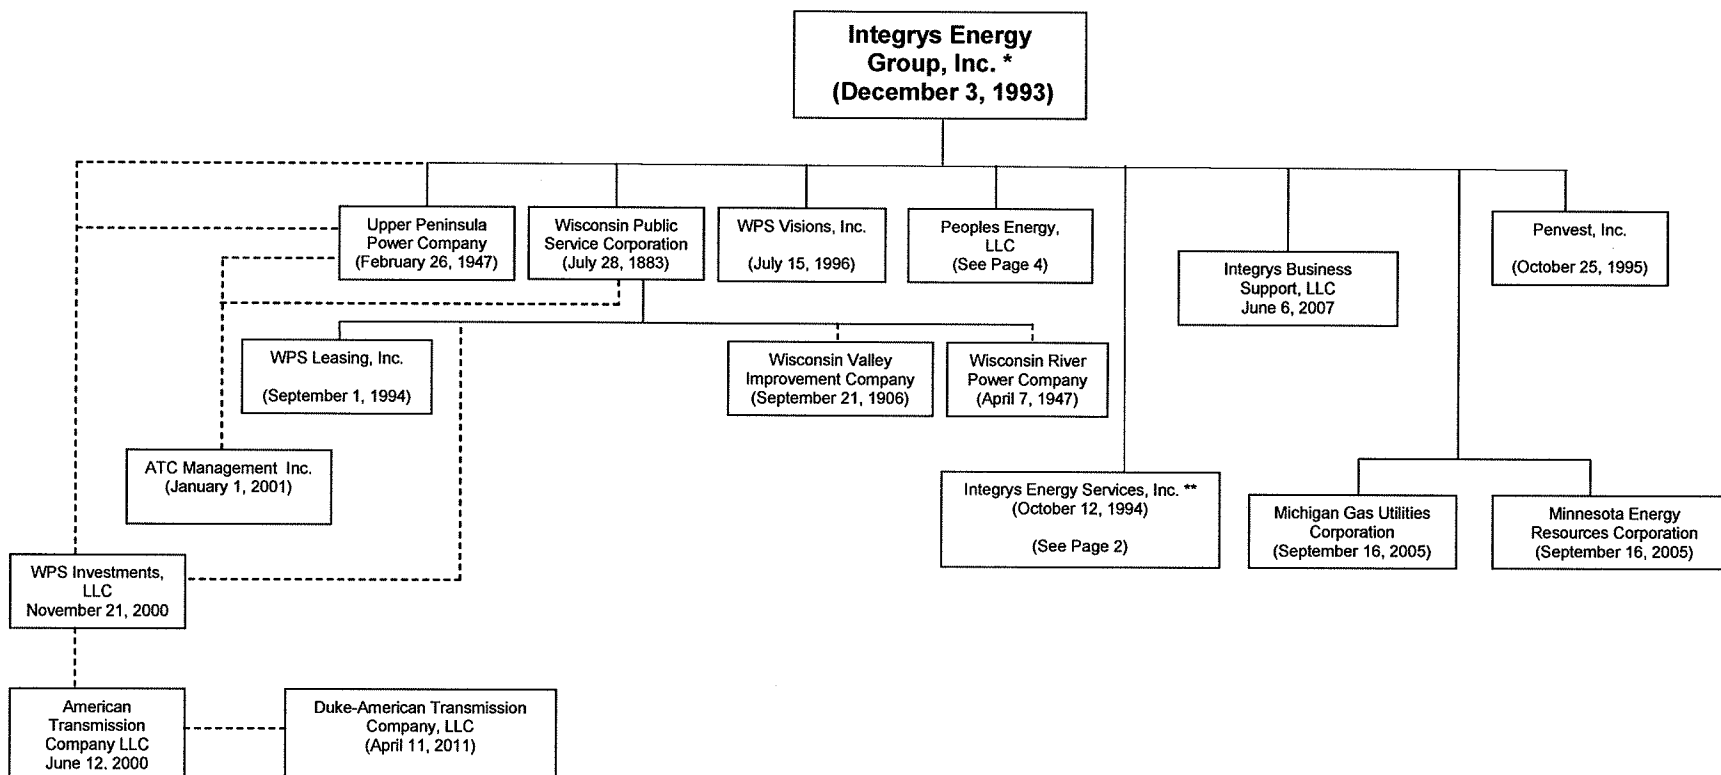 Integrys Energy
Group, Inc. *
(December 3, 1993)
Upper Peninsula
Power Company
(February 26, 1947)
Wisconsin Public
Service Corporation
(July 28, 1883)
WPS Visions, Inc.
(July 15, 1996)
Peoples Energy,
LLC
(See Page 4)
Integrys Business
Support, LLC
June 6, 2007
Penvest, Inc.
(October 25, 1995)
WPS Leasing, Inc.
(September 1, 1994)
Wisconsin Valley
Improvement Company
(September 21, 1906)
Wisconsin River
Power Company
(April 7, 1947)
ATC Management Inc.
(January 1, 2001)
Integrys Energy Services, Inc. **
(October 12, 1994)
(See Page 2)
Michigan Gas Utilities
Corporation
(September 16, 2005)
Minnesota Energy
Resources Corporation
(September 16, 2005)
WPS Investments,
LLC
November 21, 2000
American
Transmission
Company LLC
June 12, 2000
Duke-American Transmission
Company, LLC
(April 11, 2011)